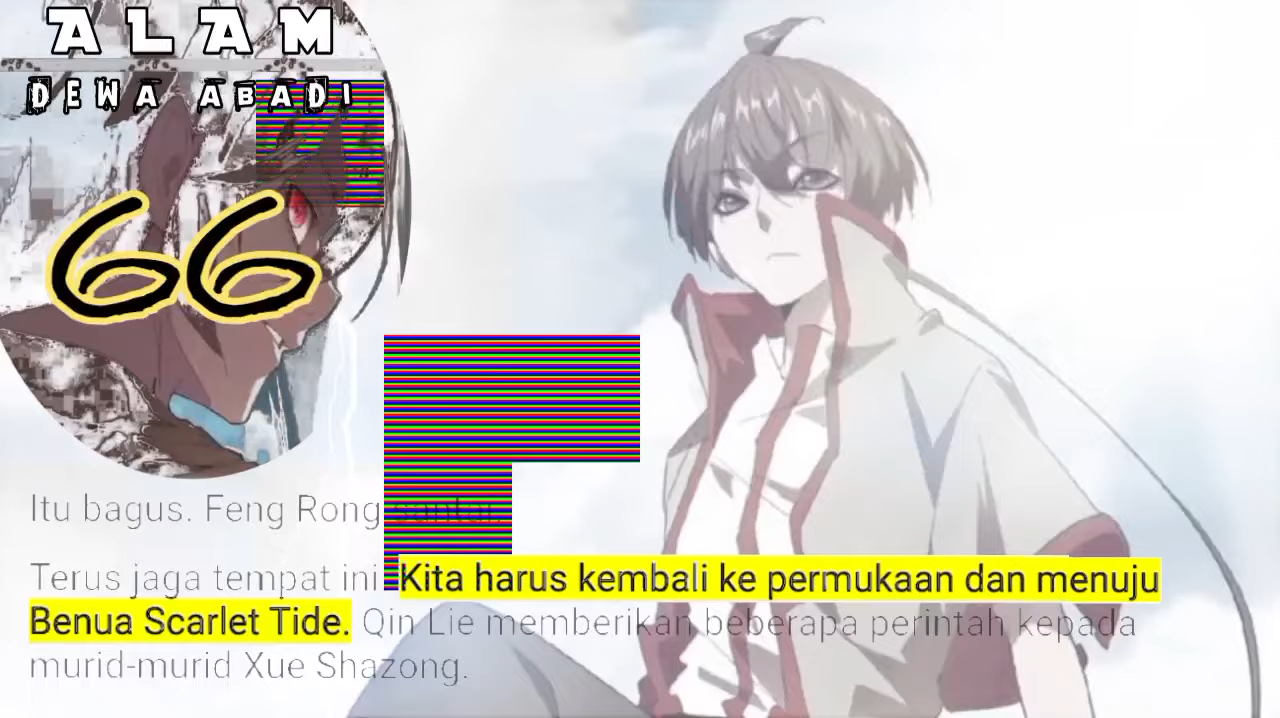 ALAM
DEWA ABADI
66
Itu bagus. Feng Rong santai.
Terus jaga tempat ini. Kita harus kembali ke permukaan dan menuju
Benua Scarlet Tide. Qin Lie memberikan beberapa perintah kepada
murid-murid Xue Shazong.